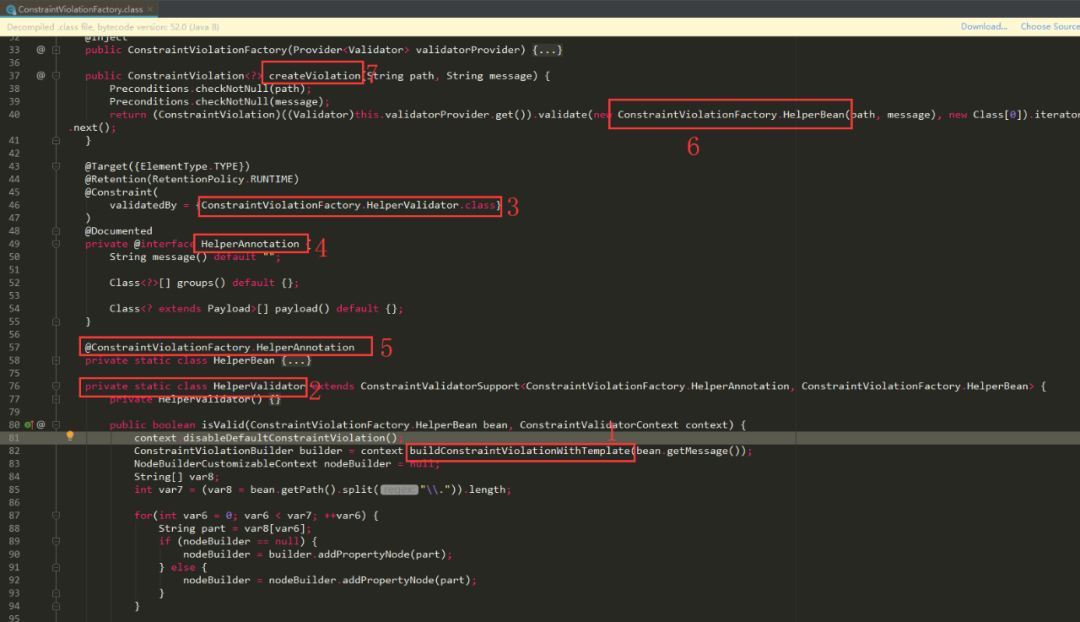 ConstraintViolationFactory.class ×
Decompiled .class file, bytecode version: 52.0 (Java 8) Download... Choose Source
32 @Inject
33 @ public ConstraintViolationFactory(Provider<Validator> validatorProvider) {...}
36
37 @ public ConstraintViolation<?> createViolation(String path, String message) { 7
38 Preconditions.checkNotNull(path);
39 Preconditions.checkNotNull(message);
40 return (ConstraintViolation)((Validator)this.validatorProvider.get()).validate(new ConstraintViolationFactory.HelperBean(path, message), new Class[0]).iterator
.next();
41 }
6
42
43 @Target({ElementType.TYPE})
44 @Retention(RetentionPolicy.RUNTIME)
45 @Constraint(
46 validatedBy = {ConstraintViolationFactory.HelperValidator.class} 3
47 )
48 @Documented
49 private @interface HelperAnnotation { 4
50 String message() default "";
51
52 Class<?>[] groups() default {};
53
54 Class<? extends Payload>[] payload() default {};
55 }
56
57 @ConstraintViolationFactory.HelperAnnotation 5
58 private static class HelperBean {...}
75
76 private static class HelperValidator extends ConstraintValidatorSupport<ConstraintViolationFactory.HelperAnnotation, ConstraintViolationFactory.HelperBean> { 2
77 private HelperValidator() {}
79
80 @ public boolean isValid(ConstraintViolationFactory.HelperBean bean, ConstraintValidatorContext context) {
81 context.disableDefaultConstraintViolation(); 1
82 ConstraintViolationBuilder builder = context.buildConstraintViolationWithTemplate(bean.getMessage());
83 NodeBuilderCustomizableContext nodeBuilder = null;
84 String[] var8;
85 int var7 = (var8 = bean.getPath().split( regex: "\\.")).length;
86
87 for(int var6 = 0; var6 < var7; ++var6) {
88 String part = var8[var6];
89 if (nodeBuilder == null) {
90 nodeBuilder = builder.addPropertyNode(part);
91 } else {
92 nodeBuilder = nodeBuilder.addPropertyNode(part);
93 }
94 }
95